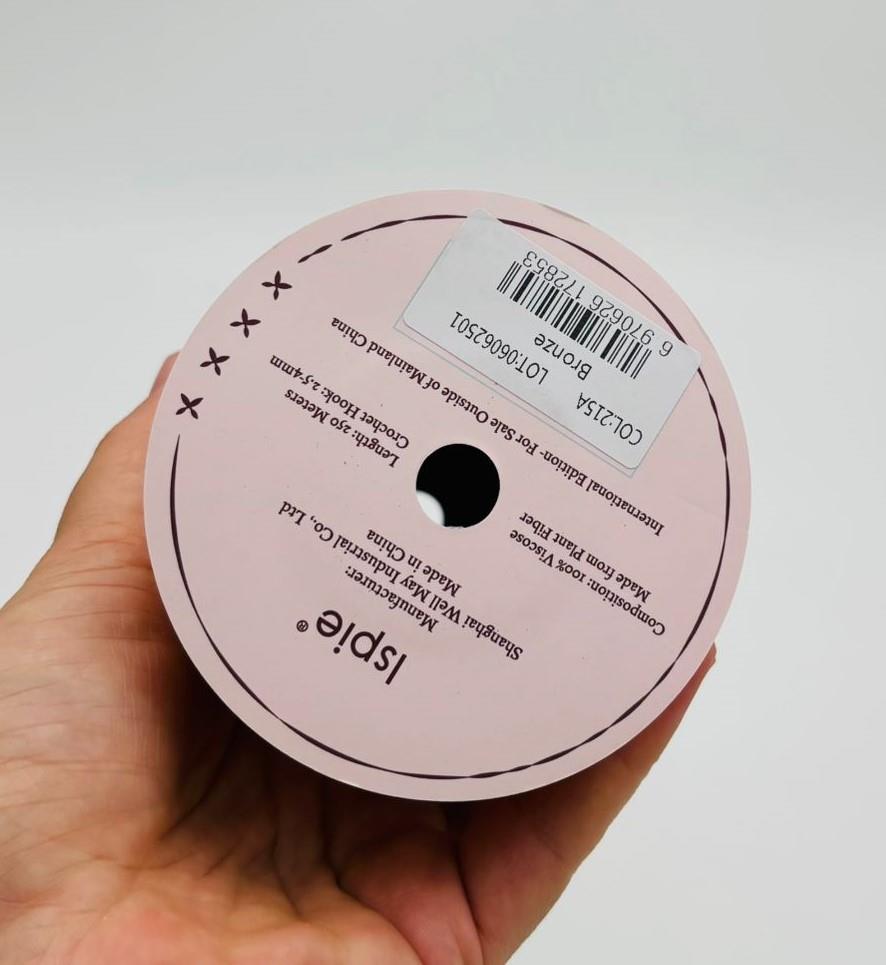 Ispie®
Manufacturer:
Shanghai Well May Industrial Co., Ltd
Made in China
Composition: 100% Viscose
Made from Plant Fiber
Length: 250 Meters
Crochet Hook: 2.5-4mm
International Edition- For Sale Outside of Mainland China
COL:215A
LOT:060062501
Bronze
6 970626 172853